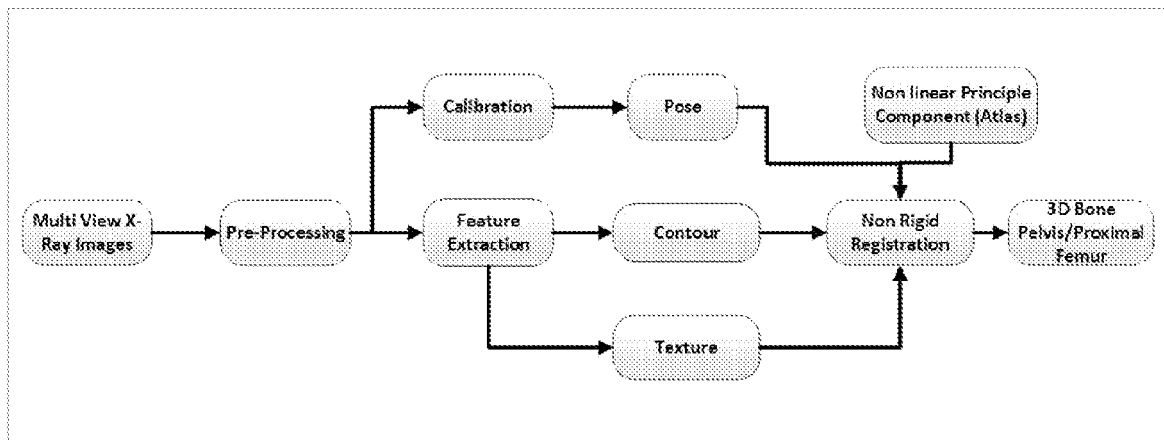 Calibration
Pose
Non linear Principle
Component (Atlas)
Multi View X-
Ray Images
Pre-Processing
Feature
Extraction
Contour
Non Rigid
Registration
3D Bone
Pelvis/Proximal
Femur
Texture